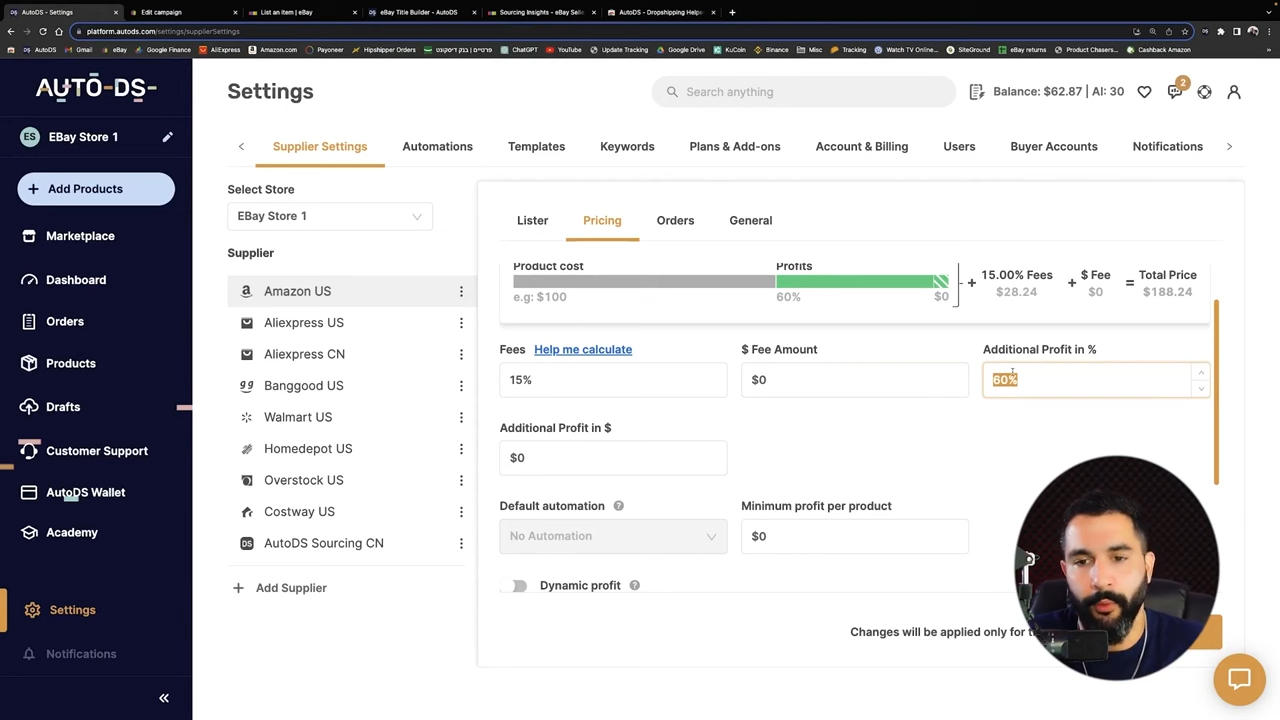 AutoDS - Settings
Edit campaign
List an item | eBay
eBay Title Builder - AutoDS
Sourcing Insights - eBay Selle
AutoDS - Dropshipping Helpe
platform.autods.com/settings/supplierSettings
AutoDS
Gmail
ebay
Google Finance
AliExpress
Amazon.com
Payoneer
Hipshipper Orders
ChatGPT
YouTube
Update Tracking
Google Drive
KuCoin
Binance
Misc
Tracking
Watch TV Online...
SiteGround
eBay returns
Product Chasers...
Cashback Amazon
AUTO-DS-
Settings
Search anything
Balance: $62.87 | AI: 30
2
ES
EBay Store 1
Supplier Settings
Automations
Templates
Keywords
Plans & Add-ons
Account & Billing
Users
Buyer Accounts
Notifications
+ Add Products
Marketplace
Dashboard
Orders
Products
Drafts
Customer Support
AutoDS Wallet
Academy
Settings
Notifications
Select Store
EBay Store 1
Supplier
Amazon US
Aliexpress US
Aliexpress CN
Banggood US
Walmart US
Homedepot US
Overstock US
Costway US
DS
AutoDS Sourcing CN
+ Add Supplier
Lister
Pricing
Orders
General
Product cost
Profits
e.g: $100
60%
$0
+
15.00% Fees
$28.24
+
$ Fee
$0
=
Total Price
$188.24
Fees
Help me calculate
$ Fee Amount
Additional Profit in %
15%
$0
60%
Additional Profit in $
$0
Default automation
Minimum profit per product
No Automation
$0
Dynamic profit
Changes will be applied only for